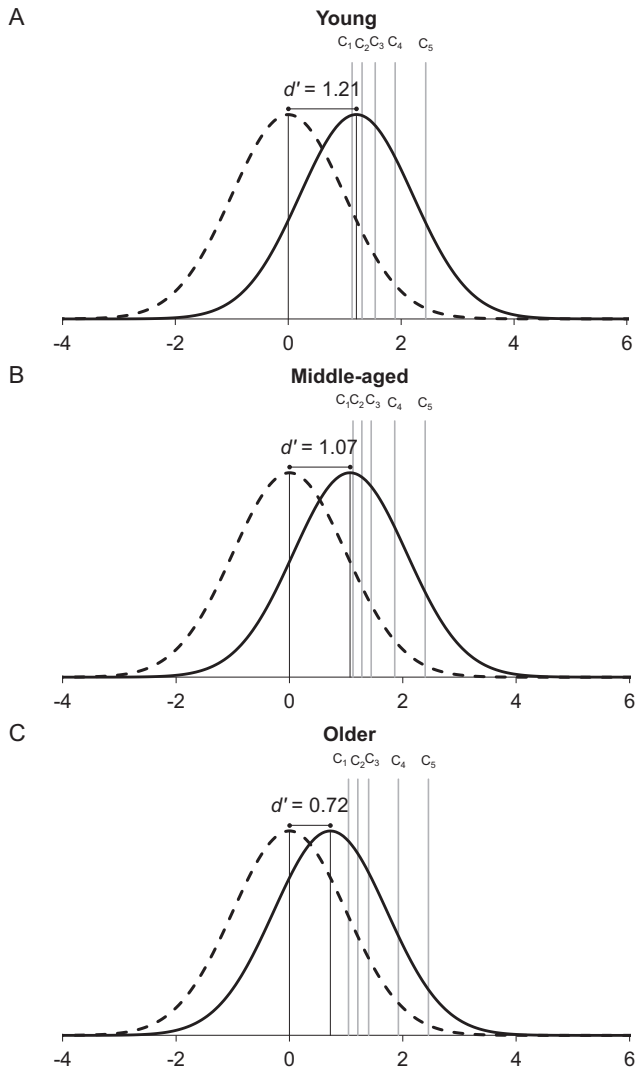 A
Young
C₁ C₂ C₃ C₄ C₅
d' = 1.21
-4 -2 0 2 4 6
B
Middle-aged
C₁ C₂ C₃ C₄ C₅
d' = 1.07
-4 -2 0 2 4 6
C
Older
C₁ C₂ C₃ C₄ C₅
d' = 0.72
-4 -2 0 2 4 6